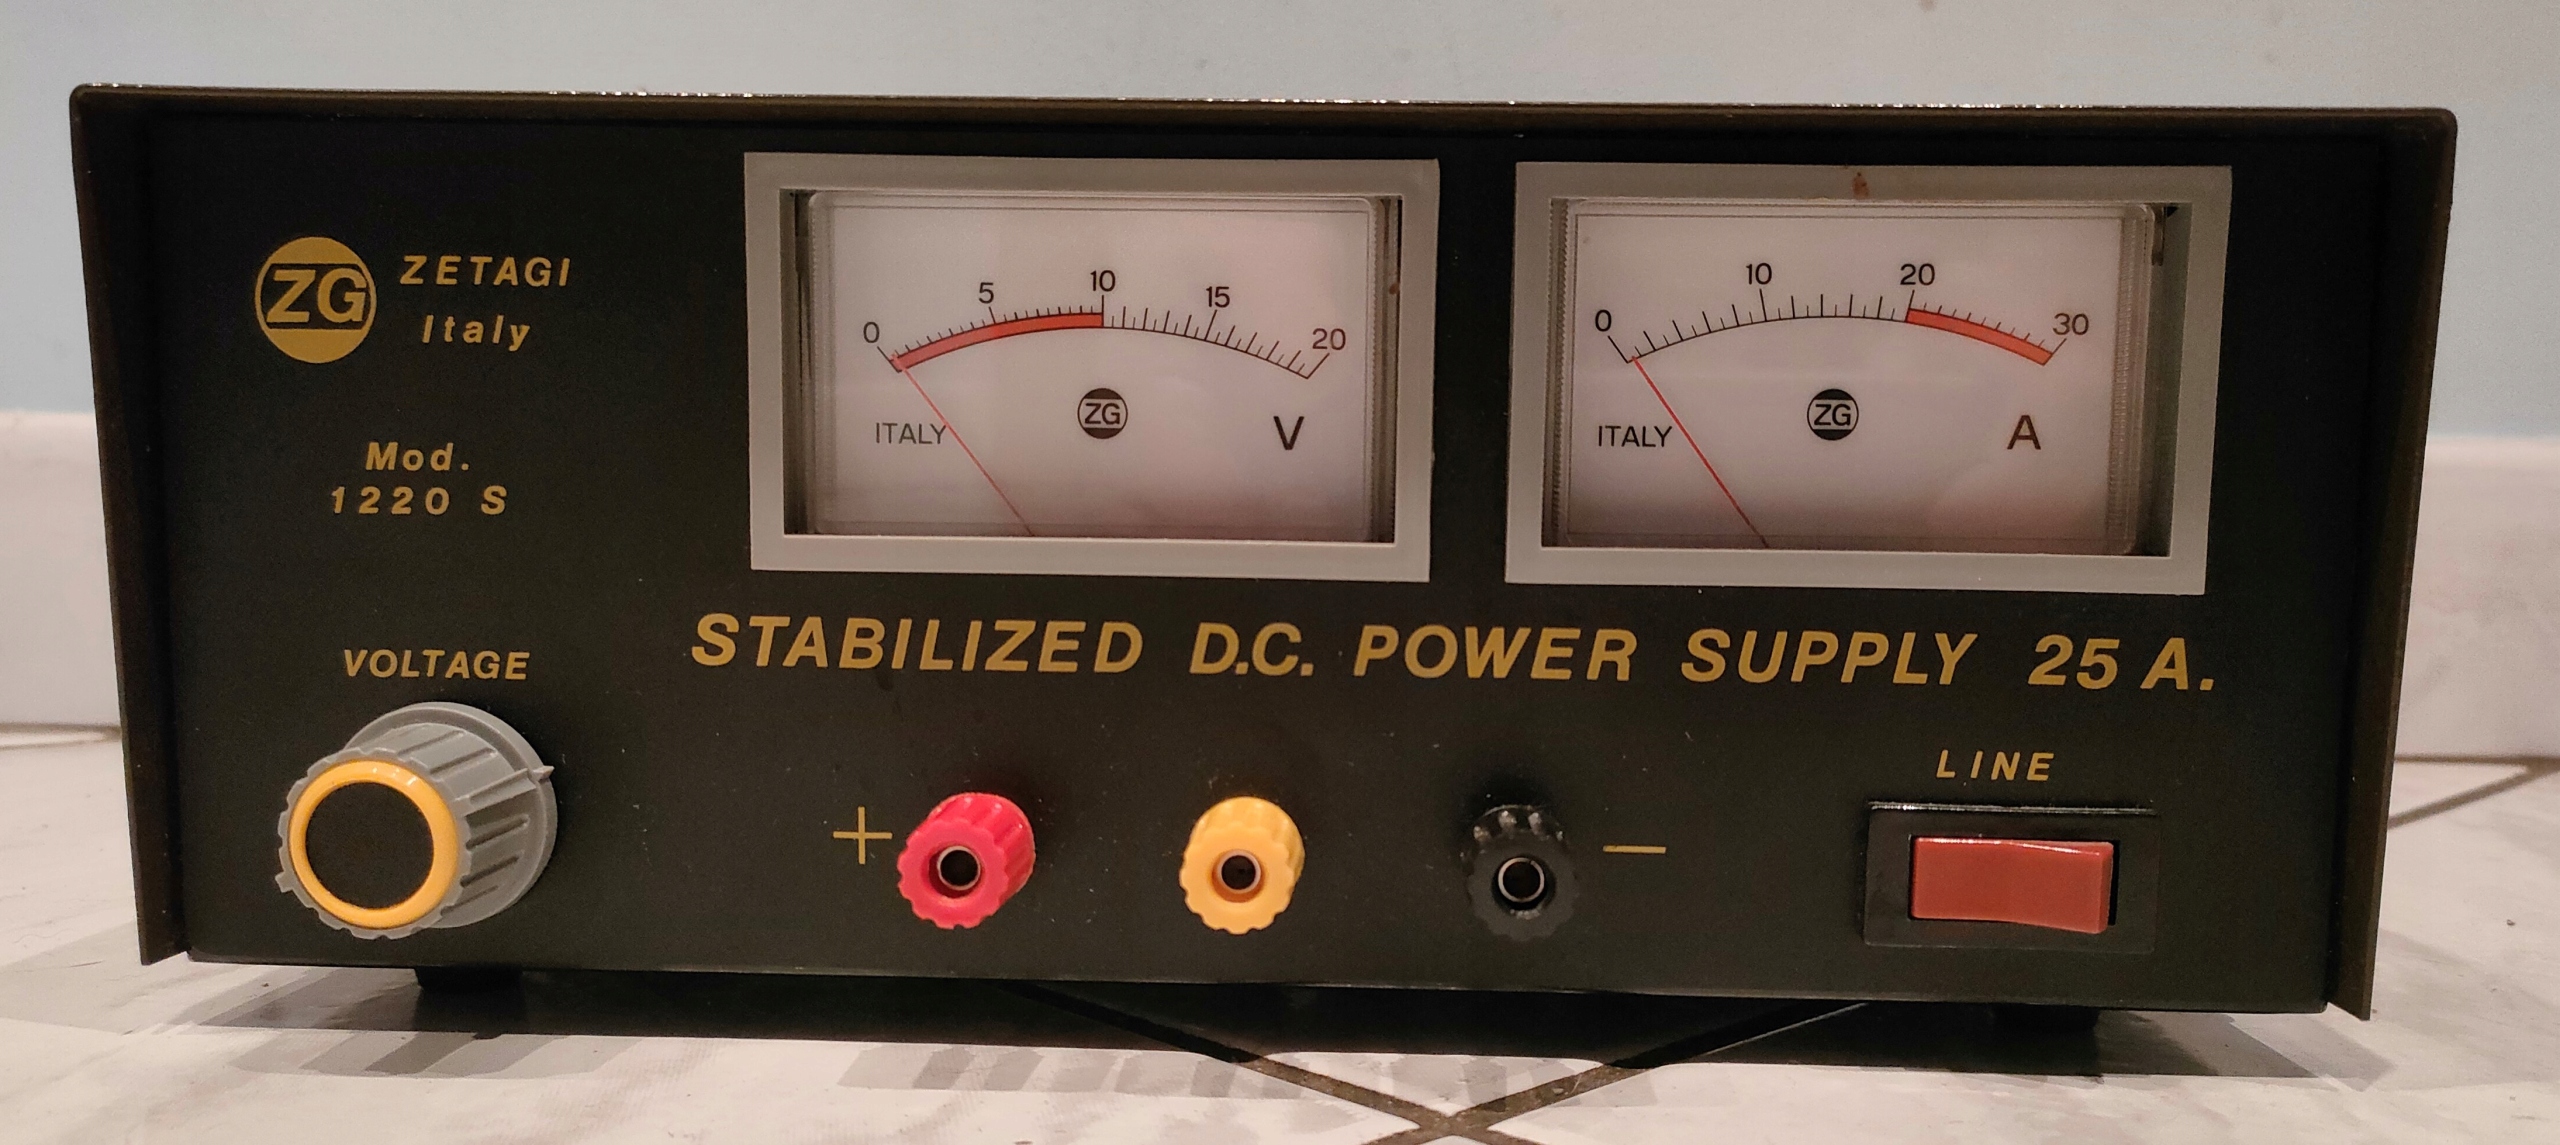 ZG
ZETAGI
Italy
Mod.
1220 S
VOLTAGE
0 5 10 15 20
ITALY ZG V
0 10 20 30
ITALY ZG A
STABILIZED D.C. POWER SUPPLY 25 A.
+ —
LINE